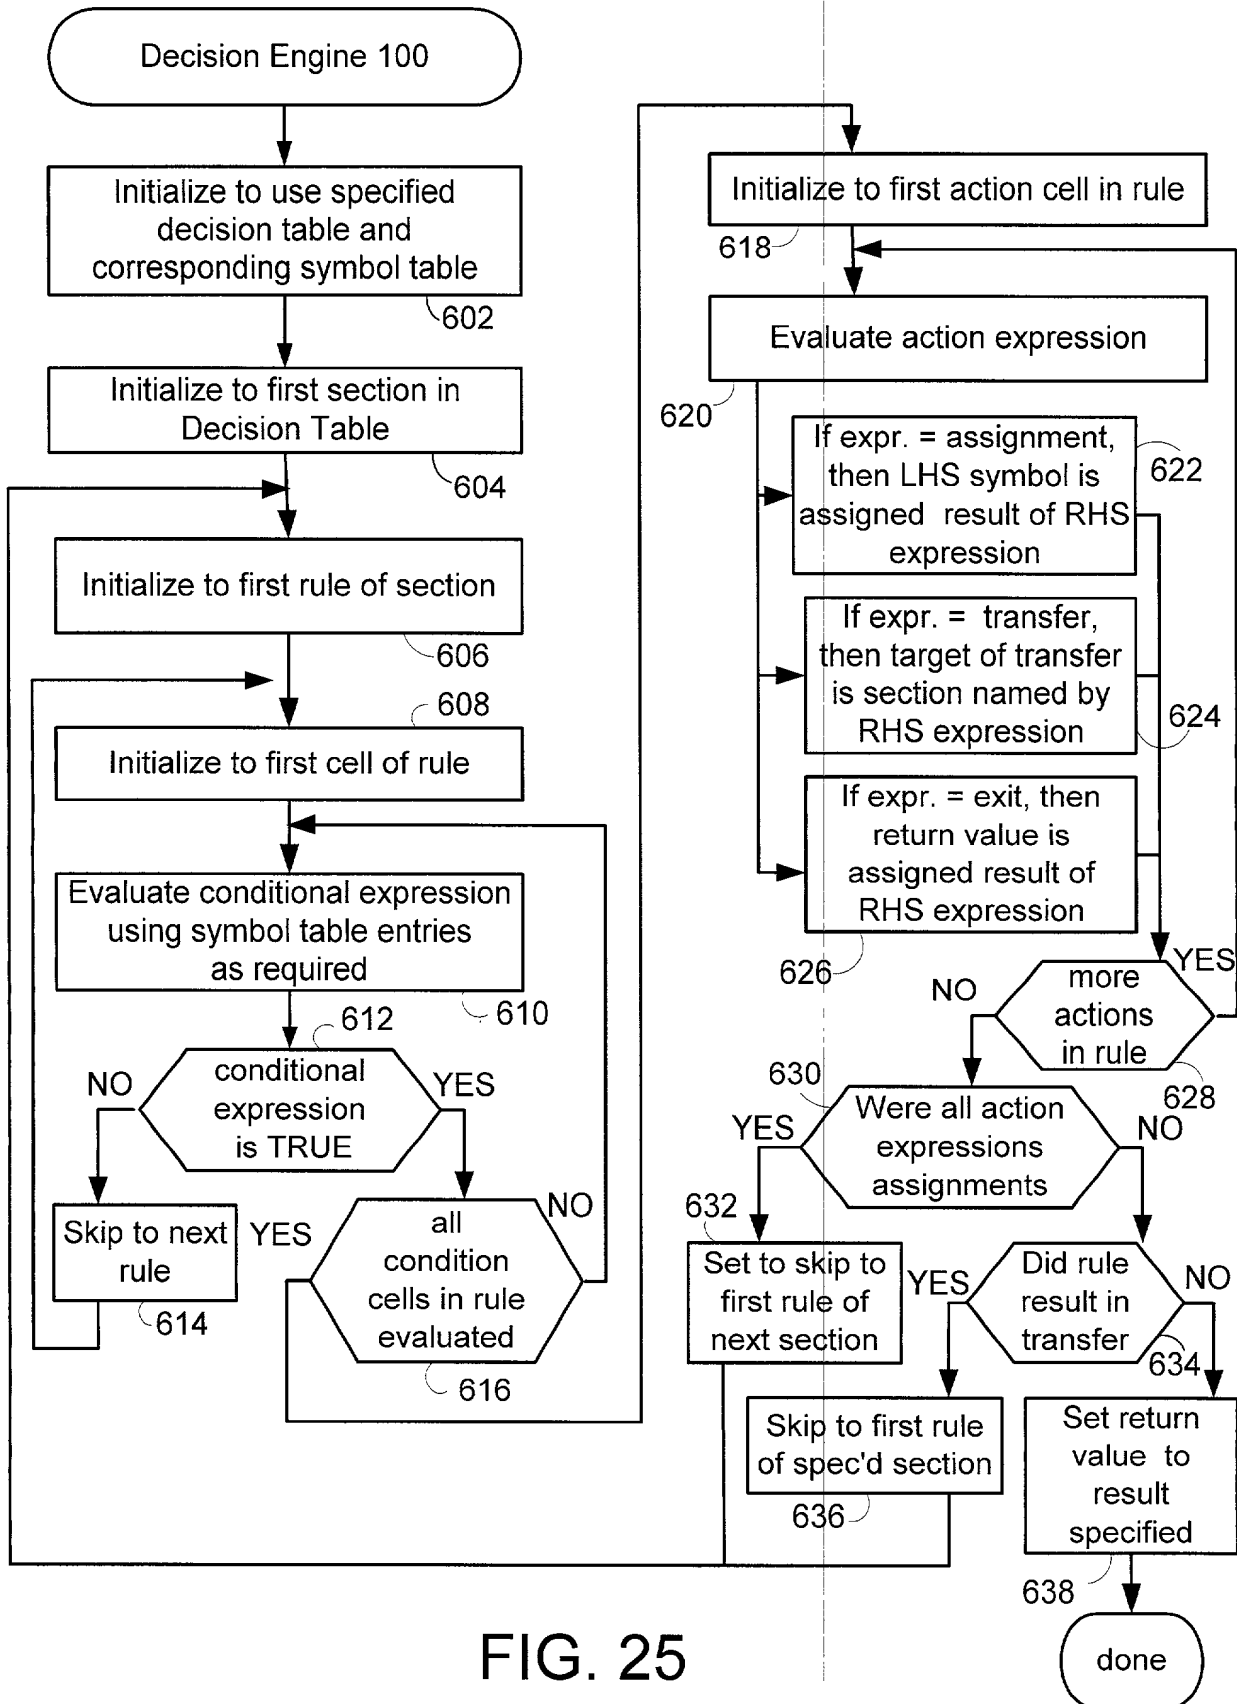 Decision Engine 100
Initialize to use specified
decision table and
corresponding symbol table
602
Initialize to first section in
Decision Table
604
Initialize to first rule of section
606
608
Initialize to first cell of rule
Evaluate conditional expression
using symbol table entries
as required
610
612
conditional
expression
is TRUE
NO
YES
Skip to next
rule
614
YES
all
condition
cells in rule
evaluated
NO
616
Initialize to first action cell in rule
618
Evaluate action expression
620
If expr. = assignment,
then LHS symbol is
assigned result of RHS
expression
622
If expr. = transfer,
then target of transfer
is section named by
RHS expression
624
If expr. = exit, then
return value is
assigned result of
RHS expression
626
YES
NO
more
actions
in rule
628
630
Were all action
expressions
assignments
YES
NO
632
Set to skip to
first rule of
next section
YES
Did rule
result in
transfer
NO
634
Skip to first rule
of spec'd section
636
Set return
value to
result
specified
638
done
FIG. 25